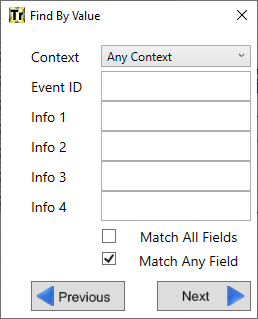 Tr Find By Value
Context Any Context
Event ID
Info 1
Info 2
Info 3
Info 4
Match All Fields
Match Any Field
Previous Next